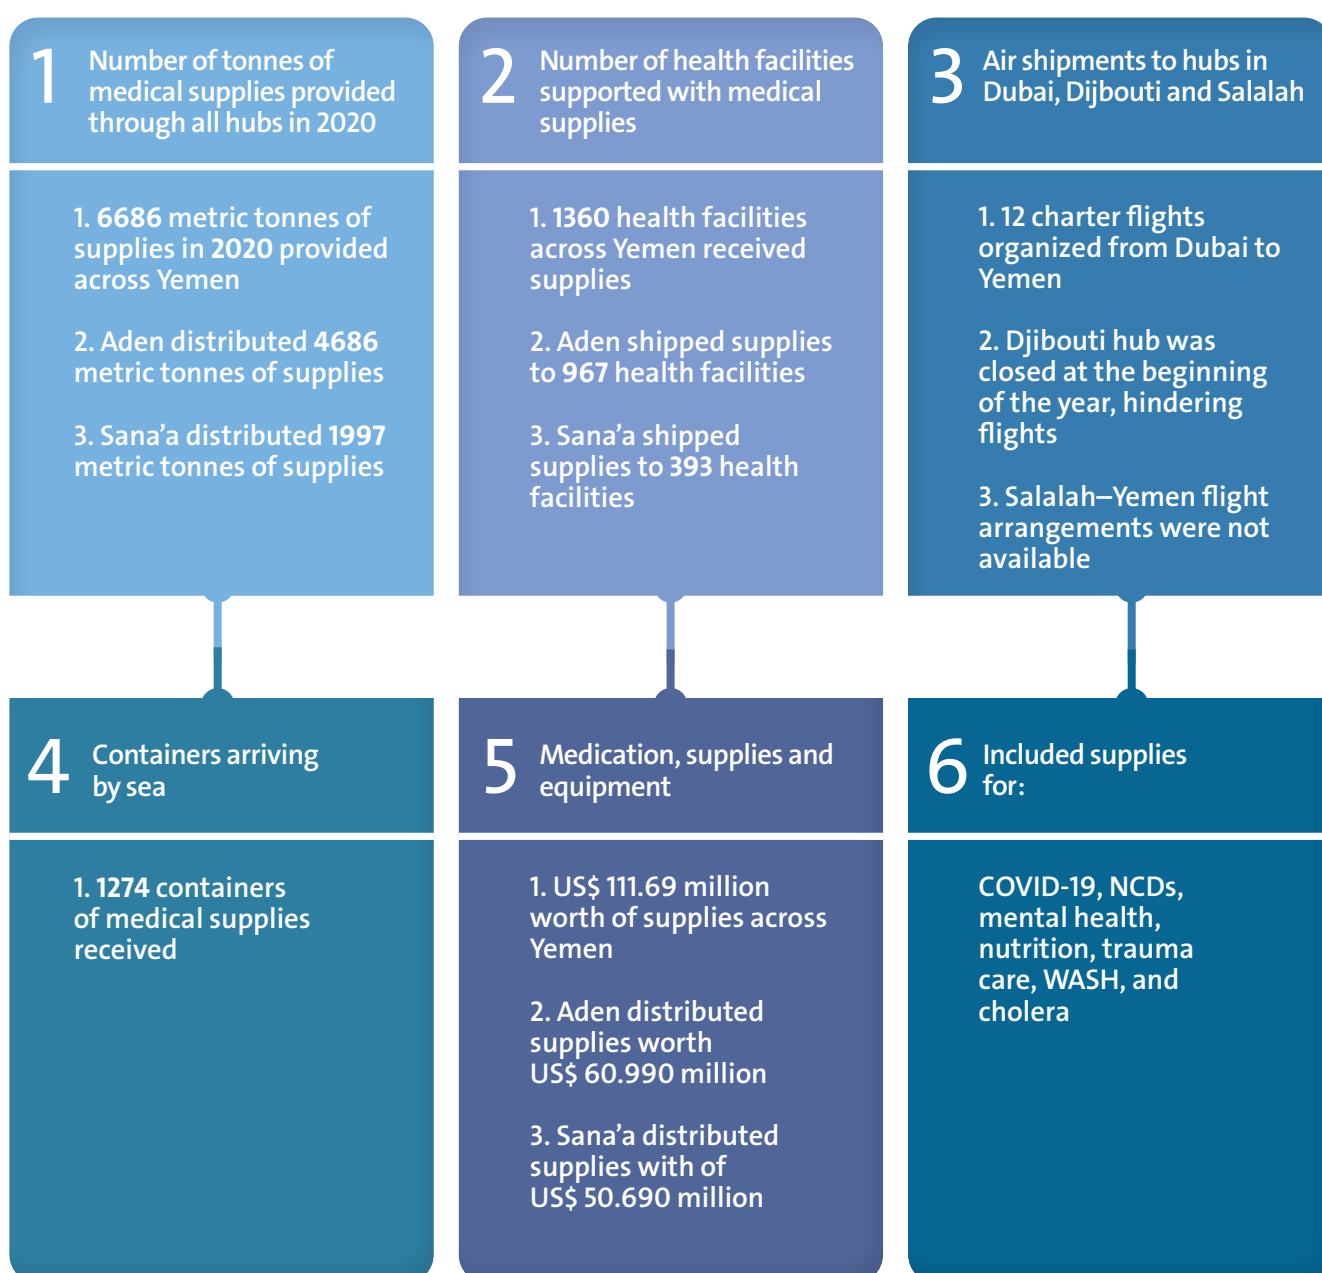 1
Number of tonnes of
medical supplies provided
through all hubs in 2020
1. 6686 metric tonnes of
supplies in 2020 provided
across Yemen
2. Aden distributed 4686
metric tonnes of supplies
3. Sana’a distributed 1997
metric tonnes of supplies
2
Number of health facilities
supported with medical
supplies
1. 1360 health facilities
across Yemen received
supplies
2. Aden shipped supplies
to 967 health facilities
3. Sana’a shipped
supplies to 393 health
facilities
3
Air shipments to hubs in
Dubai, Dijbouti and Salalah
1. 12 charter flights
organized from Dubai to
Yemen
2. Djibouti hub was
closed at the beginning
of the year, hindering
flights
3. Salalah–Yemen flight
arrangements were not
available
4
Containers arriving
by sea
1. 1274 containers
of medical supplies
received
5
Medication, supplies and
equipment
1. US$ 111.69 million
worth of supplies across
Yemen
2. Aden distributed
supplies worth
US$ 60.990 million
3. Sana’a distributed
supplies with of
US$ 50.690 million
6
Included supplies
for:
COVID-19, NCDs,
mental health,
nutrition, trauma
care, WASH, and
cholera